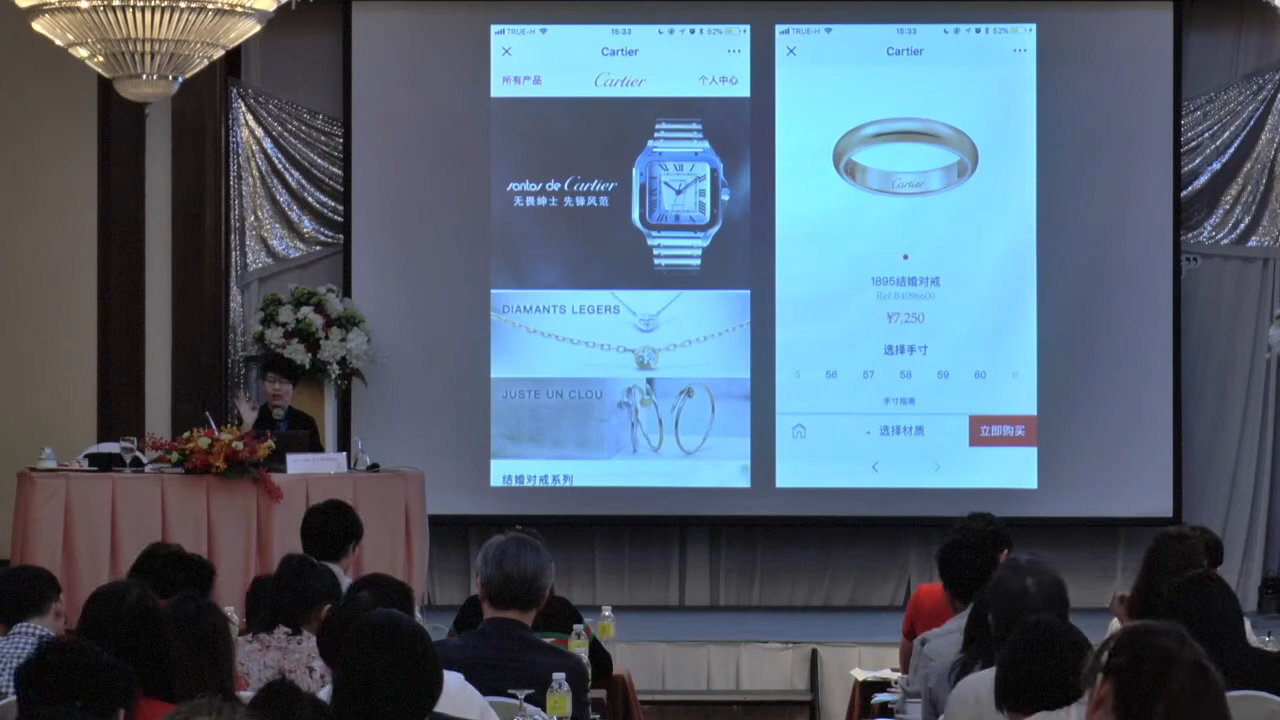 TRUE-H 15:33 52%
Cartier
所有产品 Cartier 个人中心
santos de Cartier
无畏绅士 先锋风范
DIAMANTS LEGERS
JUSTE UN CLOU
结婚对戒系列
TRUE-H 15:33 52%
Cartier
Cartier
1895结婚对戒
Ref:B4096600
¥7,250
选择手寸
56 57 58 59 60
手寸指南
选择材质 立即购买